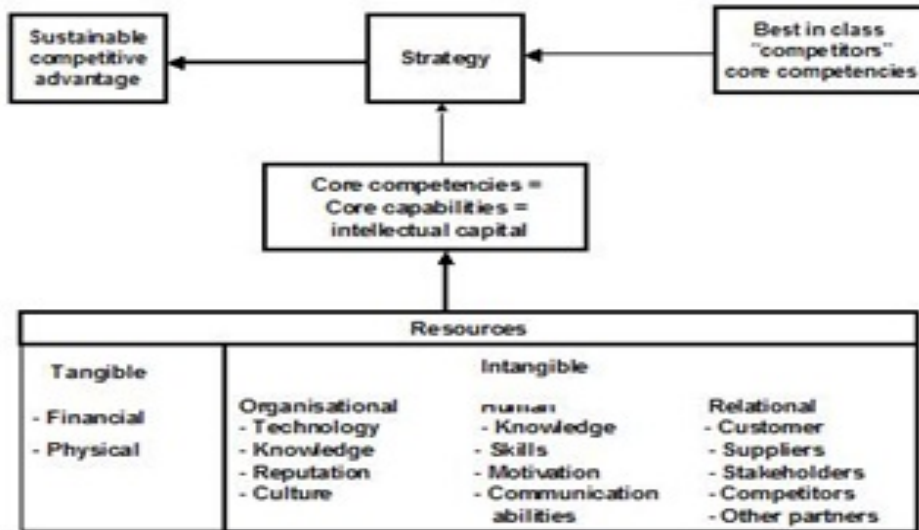 Sustainable
competitive
advantage
Strategy
Best in class
"competitors"
core competencies
Core competencies =
Core capabilities =
intellectual capital
Resources
Tangible
- Financial
- Physical
Intangible
Organisational
- Technology
- Knowledge
- Reputation
- Culture
Human
- Knowledge
- Skills
- Motivation
- Communication
abilities
Relational
- Customer
- Suppliers
- Stakeholders
- Competitors
- Other partners